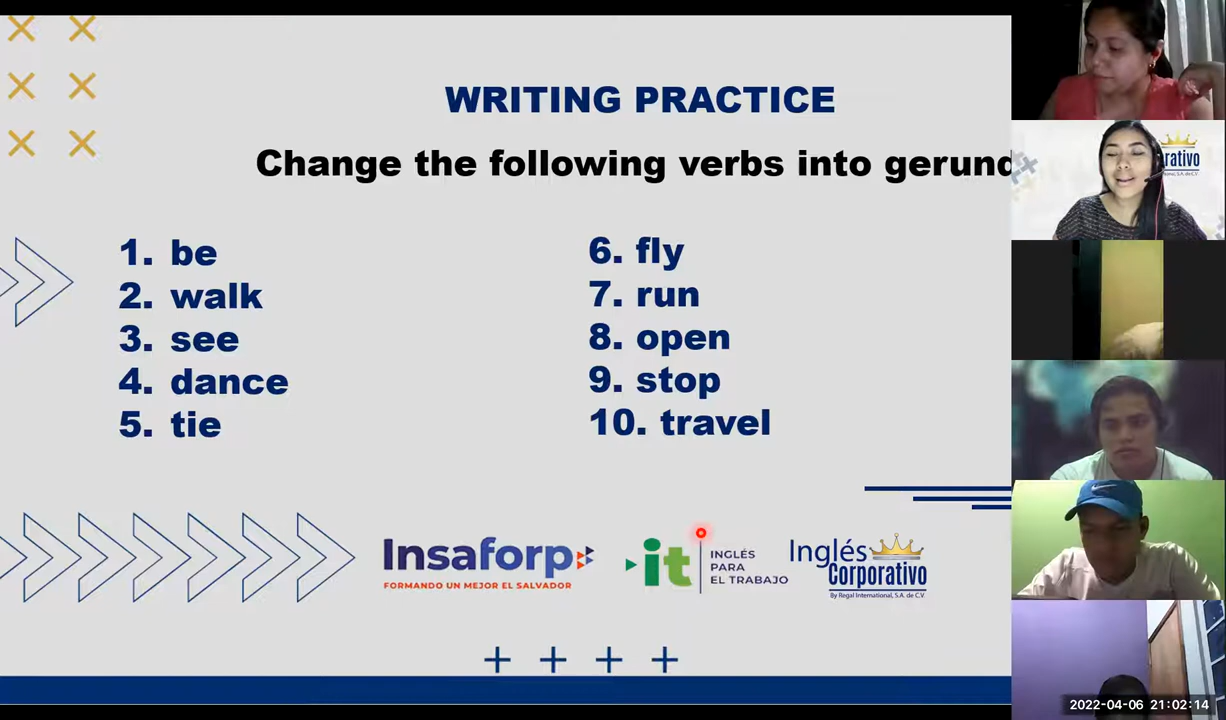 WRITING PRACTICE
Change the following verbs into gerund
1. be
2. walk
3. see
4. dance
5. tie
6. fly
7. run
8. open
9. stop
10. travel
Insaforp
FORMANDO UN MEJOR EL SALVADOR
it
INGLÉS
PARA
EL TRABAJO
Inglés
Corporativo
By Regal International, S.A. de C.V.
orativo
2022-04-06 21:02:14